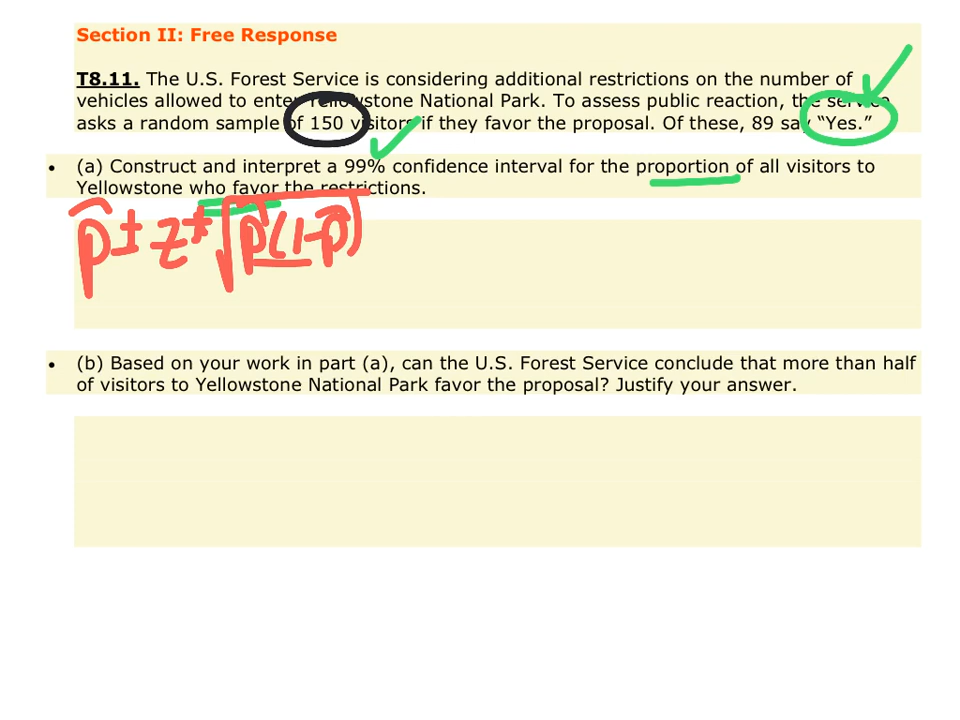 Section II: Free Response
T8.11. The U.S. Forest Service is considering additional restrictions on the number of
vehicles allowed to enter Yellowstone National Park. To assess public reaction, the service
asks a random sample of 150 visitors if they favor the proposal. Of these, 89 say “Yes.”
• (a) Construct and interpret a 99% confidence interval for the proportion of all visitors to
Yellowstone who favor the restrictions.
p̂ ± z* √p̂(1-p̂)
• (b) Based on your work in part (a), can the U.S. Forest Service conclude that more than half
of visitors to Yellowstone National Park favor the proposal? Justify your answer.